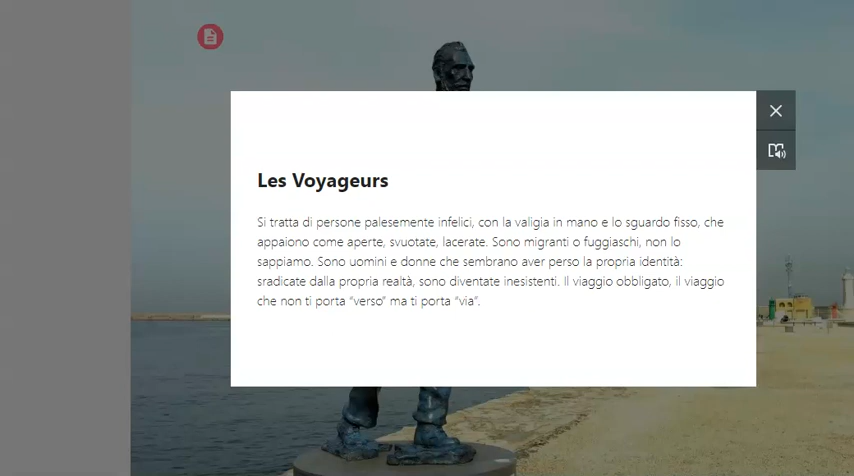 Les Voyageurs
Si tratta di persone palesemente infelici, con la valigia in mano e lo sguardo fisso, che
appaiono come aperte, svuotate, lacerate. Sono migranti o fuggiaschi, non lo
sappiamo. Sono uomini e donne che sembrano aver perso la propria identità:
sradicate dalla propria realtà, sono diventate inesistenti. Il viaggio obbligato, il viaggio
che non ti porta “verso” ma ti porta “via”.